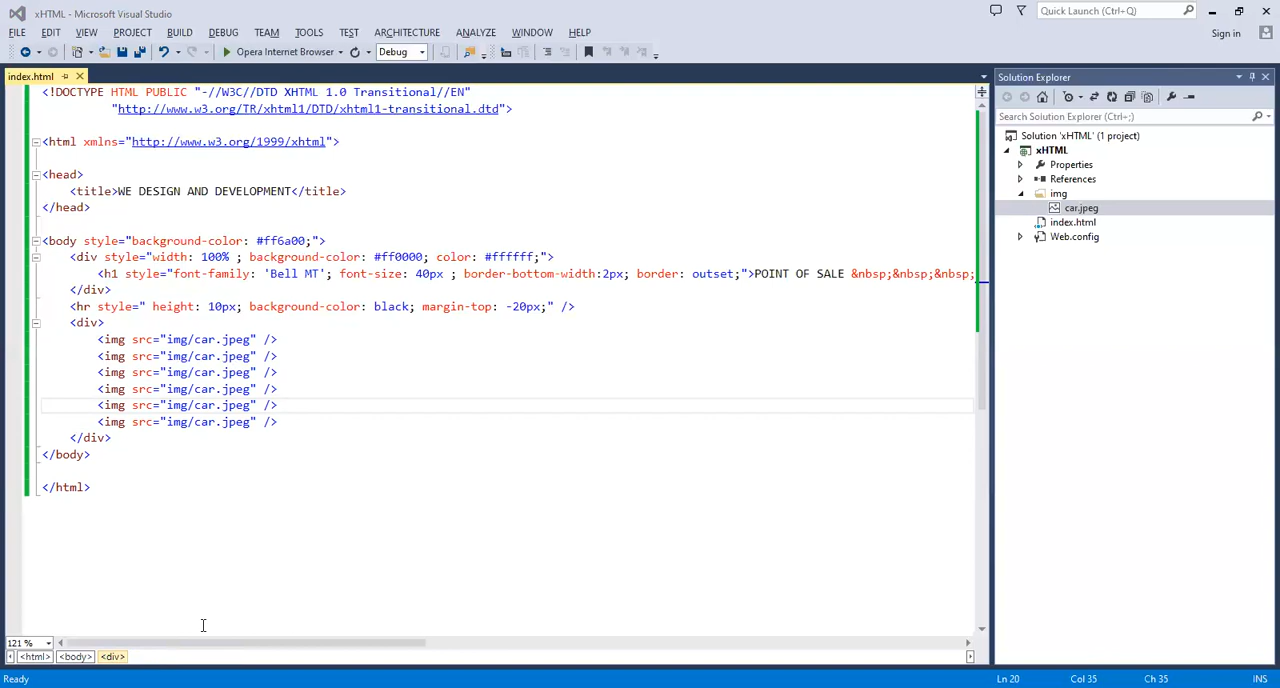 xHTML - Microsoft Visual Studio
Quick Launch (Ctrl+Q)
FILE EDIT VIEW PROJECT BUILD DEBUG TEAM TOOLS TEST ARCHITECTURE ANALYZE WINDOW HELP
Sign in
Opera Internet Browser Debug
index.html
<!DOCTYPE HTML PUBLIC "-//W3C//DTD XHTML 1.0 Transitional//EN"
"http://www.w3.org/TR/xhtml1/DTD/xhtml1-transitional.dtd">
<html xmlns="http://www.w3.org/1999/xhtml">
<head>
<title>WE DESIGN AND DEVELOPMENT</title>
</head>
<body style="background-color: #ff6a00;">
<div style="width: 100% ; background-color: #ff0000; color: #ffffff;">
<h1 style="font-family: 'Bell MT'; font-size: 40px ; border-bottom-width:2px; border: outset;">POINT OF SALE &nbsp;&nbsp;&nbsp;
</div>
<hr style=" height: 10px; background-color: black; margin-top: -20px;" />
<div>
<img src="img/car.jpeg" />
<img src="img/car.jpeg" />
<img src="img/car.jpeg" />
<img src="img/car.jpeg" />
<img src="img/car.jpeg" />
<img src="img/car.jpeg" />
</div>
</body>
</html>
121 %
<html> <body> <div>
Solution Explorer
Search Solution Explorer (Ctrl+;)
Solution 'xHTML' (1 project)
xHTML
Properties
References
img
car.jpeg
index.html
Web.config
Ready Ln 20 Col 35 Ch 35 INS